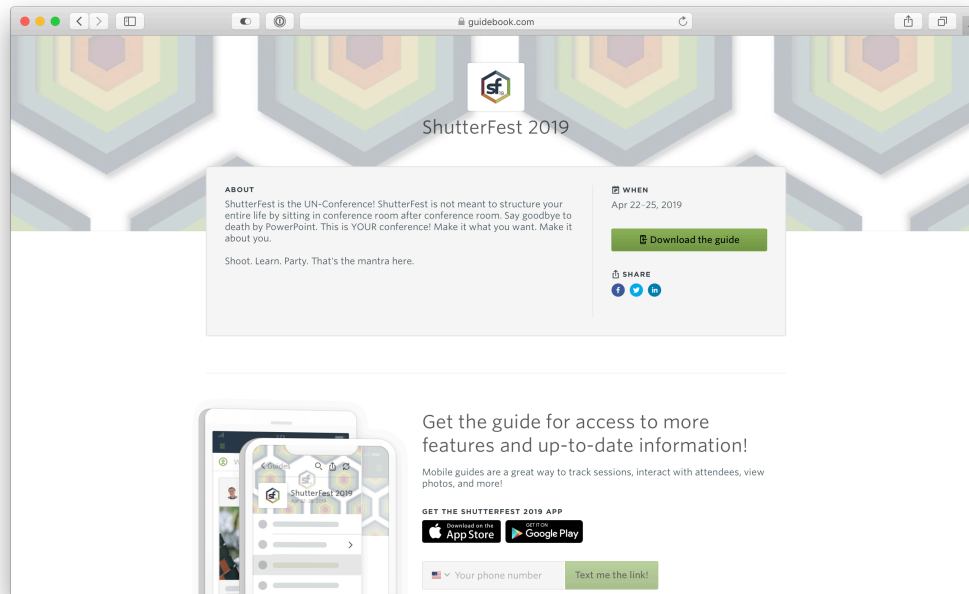 guidebook.com
sf
ShutterFest 2019
ABOUT
ShutterFest is the UN-Conference! ShutterFest is not meant to structure your
entire life by sitting in conference room after conference room. Say goodbye to
death by PowerPoint. This is YOUR conference! Make it what you want. Make it
about you.
Shoot. Learn. Party. That's the mantra here.
WHEN
Apr 22–25, 2019
Download the guide
SHARE
Get the guide for access to more
features and up-to-date information!
Mobile guides are a great way to track sessions, interact with attendees, view
photos, and more!
GET THE SHUTTERFEST 2019 APP
Download on the
App Store
GET IT ON
Google Play
Your phone number
Text me the link!
Guides
sf
ShutterFest 2019